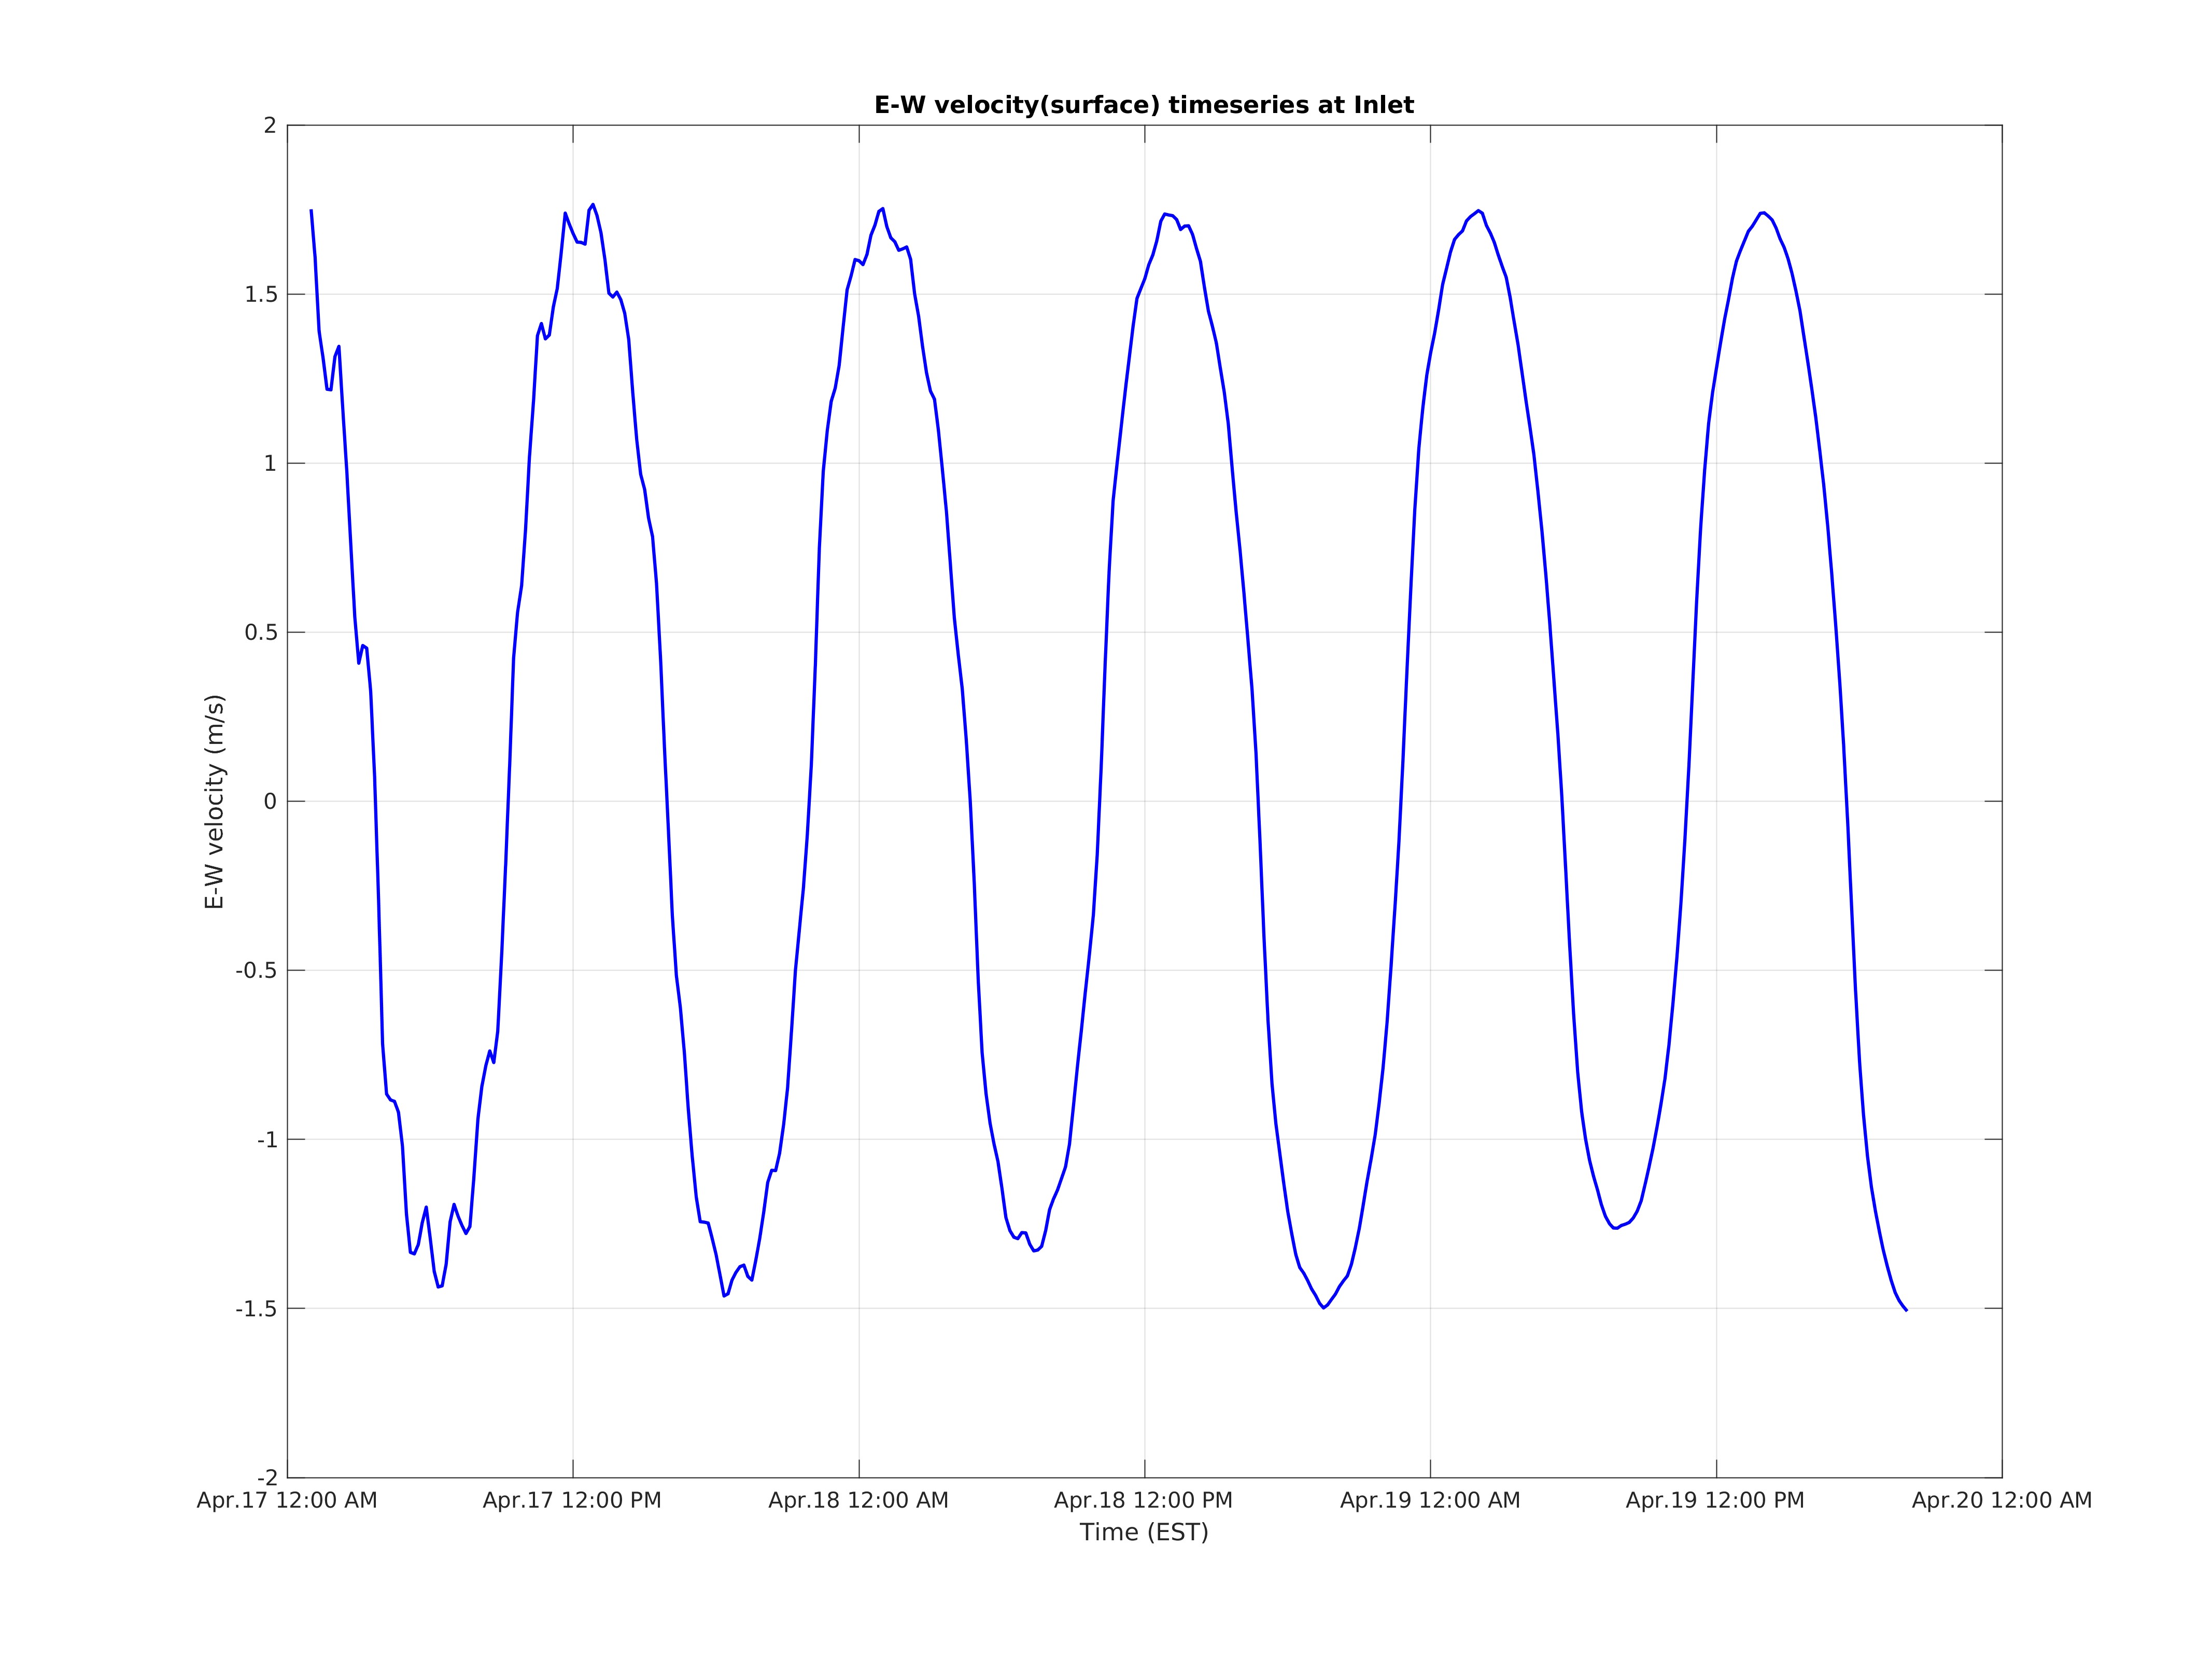 E-W velocity(surface) timeseries at Inlet
2
1.5
1
0.5
0
-0.5
-1
-1.5
-2
E-W velocity (m/s)
Apr.17 12:00 AM Apr.17 12:00 PM Apr.18 12:00 AM Apr.18 12:00 PM Apr.19 12:00 AM Apr.19 12:00 PM Apr.20 12:00 AM
Time (EST)